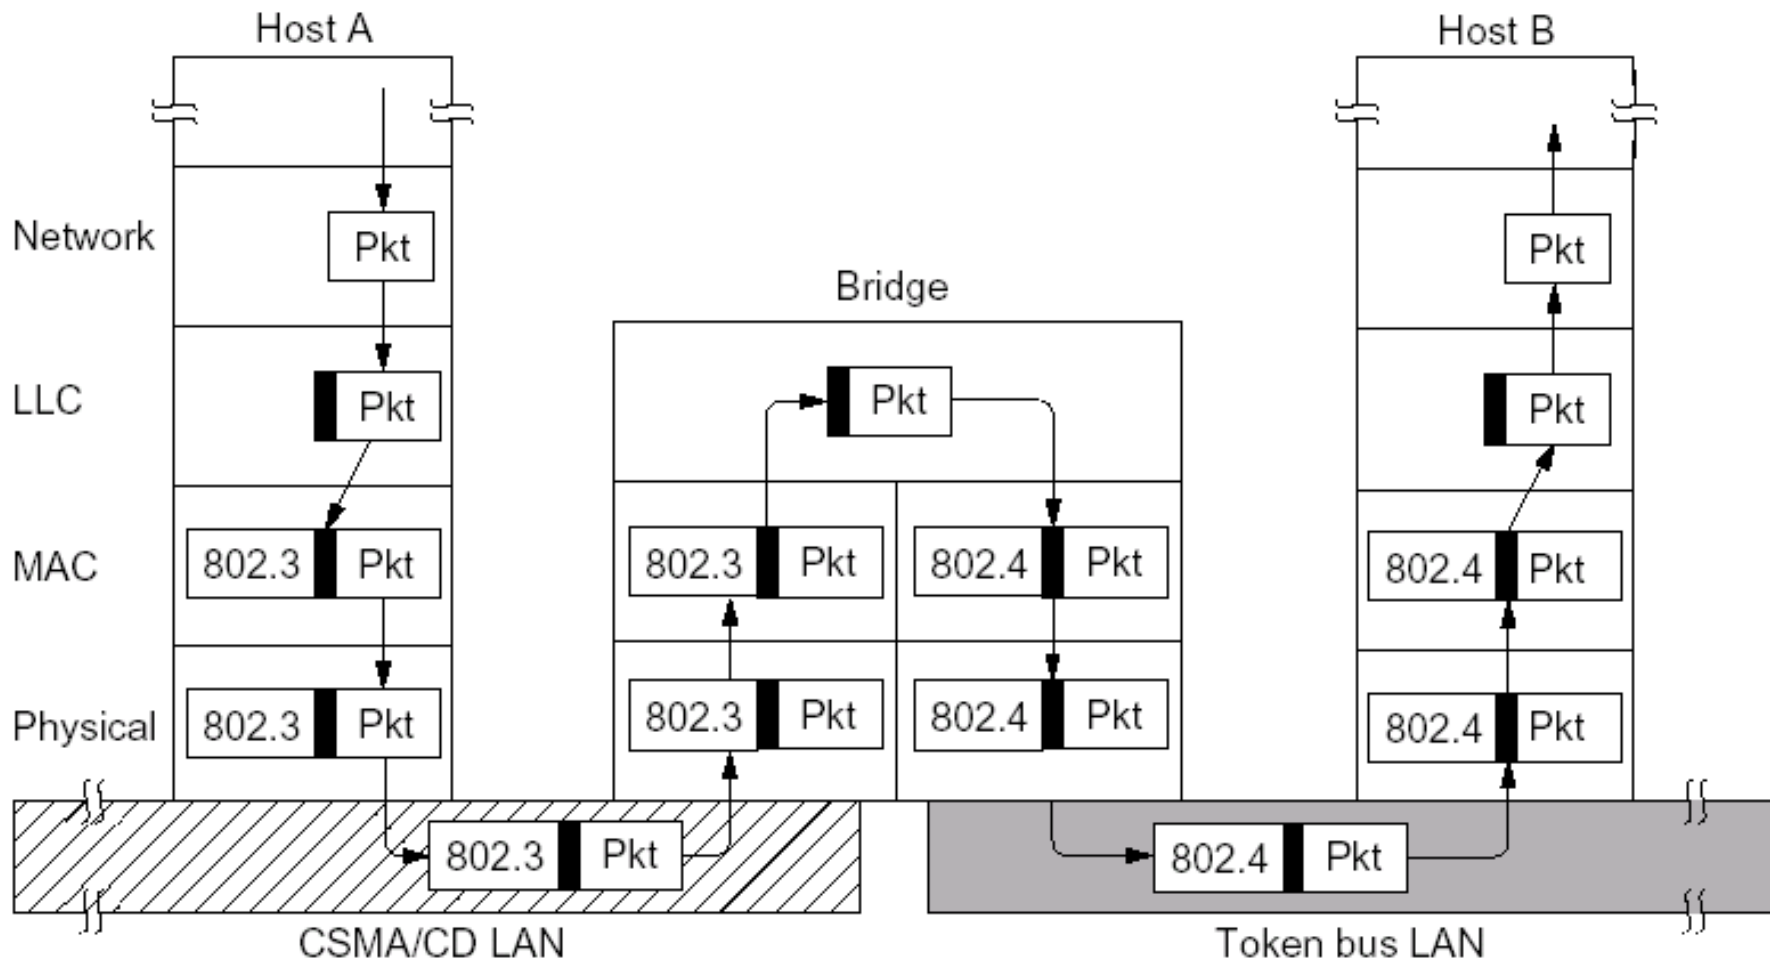 Host A
Host B
Network
Pkt
Pkt
Bridge
LLC
Pkt
Pkt
Pkt
MAC
802.3 Pkt
802.3 Pkt
802.4 Pkt
802.4 Pkt
Physical
802.3 Pkt
802.3 Pkt
802.4 Pkt
802.4 Pkt
802.3 Pkt
802.4 Pkt
CSMA/CD LAN
Token bus LAN